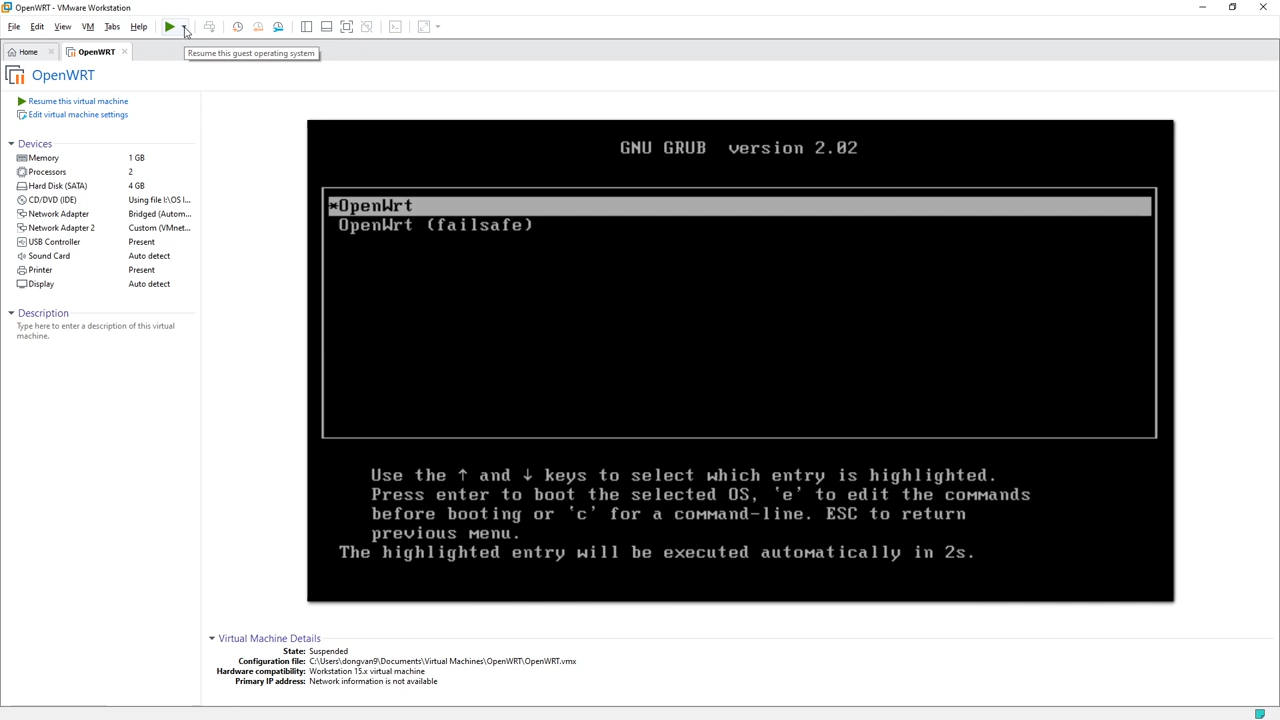 OpenWRT - VMware Workstation
File Edit View VM Tabs Help
Resume this guest operating system
Home OpenWRT
OpenWRT
Resume this virtual machine
Edit virtual machine settings
Devices
Memory 1 GB
Processors 2
Hard Disk (SATA) 4 GB
CD/DVD (IDE) Using file I:\OS I...
Network Adapter Bridged (Autom...
Network Adapter 2 Custom (VMnet...
USB Controller Present
Sound Card Auto detect
Printer Present
Display Auto detect
Description
Type here to enter a description of this virtual
machine.
GNU GRUB version 2.02
*OpenWrt
OpenWrt (failsafe)
Use the ↑ and ↓ keys to select which entry is highlighted.
Press enter to boot the selected OS, `e' to edit the commands
before booting or `c' for a command-line. ESC to return
previous menu.
The highlighted entry will be executed automatically in 2s.
Virtual Machine Details
State: Suspended
Configuration file: C:\Users\dongvan9\Documents\Virtual Machines\OpenWRT\OpenWRT.vmx
Hardware compatibility: Workstation 15.x virtual machine
Primary IP address: Network information is not available